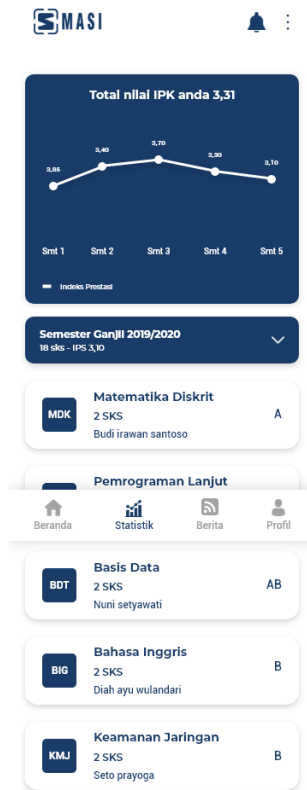 MASI
Total nilai IPK anda 3,31
3,05
3,40
3,70
3,30
3,10
Smt 1 Smt 2 Smt 3 Smt 4 Smt 5
Indeks Prestasi
Semester Ganjil 2019/2020
18 sks - IPS 3,10
MDK
Matematika Diskrit
2 SKS
Budi irawan santoso
A
Pemrograman Lanjut
Beranda Statistik Berita Profil
BDT
Basis Data
2 SKS
Nuni setyawati
AB
BIG
Bahasa Inggris
2 SKS
Diah ayu wulandari
B
KMJ
Keamanan Jaringan
2 SKS
Seto prayoga
B